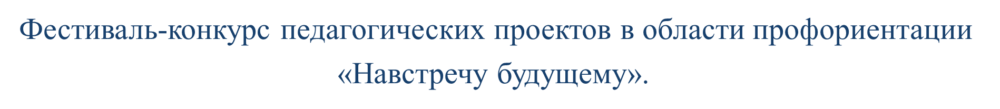 Фестиваль-конкурс педагогических проектов в области профориентации
«Навстречу будущему».